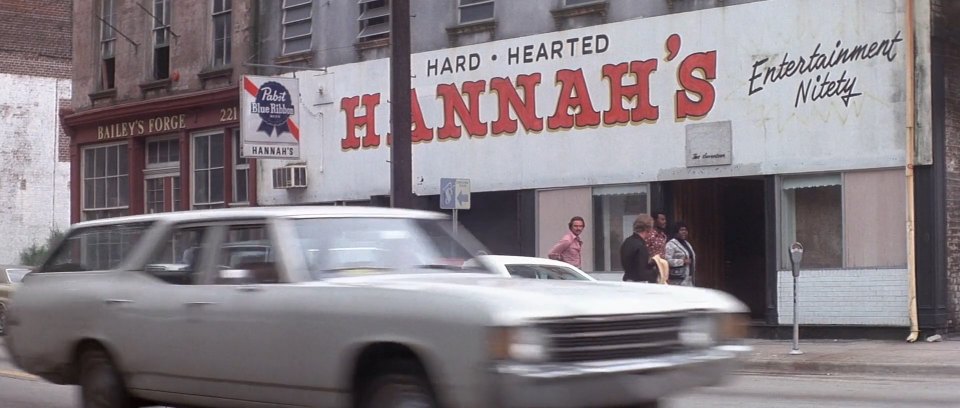 HARD · HEARTED
HANNAH'S
Entertainment
Nitety
Pabst
Blue Ribbon
HANNAH'S
BAILEY'S FORGE
221